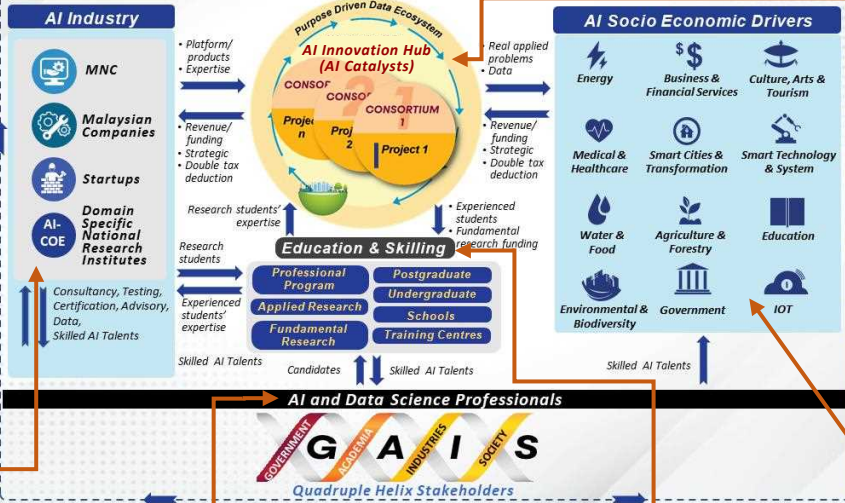 AI Industry
MNC
Malaysian
Companies
Startups
AI-
COE
Domain
Specific
National
Research
Institutes
Consultancy, Testing,
Certification, Advisory,
Data,
Skilled AI Talents
• Platform/
products
• Expertise
• Revenue/
funding
• Strategic
• Double tax
deduction
Purpose Driven Data Ecosystem
AI Innovation Hub
(AI Catalysts)
CONSOR
Projec
n
2
CONSO
Proj
2
1
CONSORTIUM
1
Project 1
• Real applied
problems
• Data
• Revenue/
funding
• Strategic
• Double tax
deduction
Research students'
expertise
• Experienced
students
• Fundamental
research funding
Research
students
Experienced
students'
expertise
Education & Skilling
Professional
Program
Applied Research
Fundamental
Research
Postgraduate
Undergraduate
Schools
Training Centres
Skilled AI Talents
Candidates
Skilled AI Talents
AI Socio Economic Drivers
Energy
$$
Business &
Financial Services
Culture, Arts &
Tourism
Medical &
Healthcare
Smart Cities &
Transformation
Smart Technology
& System
Water &
Food
Agriculture &
Forestry
Education
Environmental &
Biodiversity
Government
IOT
Skilled AI Talents
AI and Data Science Professionals
GOVERNMENT
G
ACADEMIA
A
INDUSTRIES
I
SOCIETY
S
Quadruple Helix Stakeholders